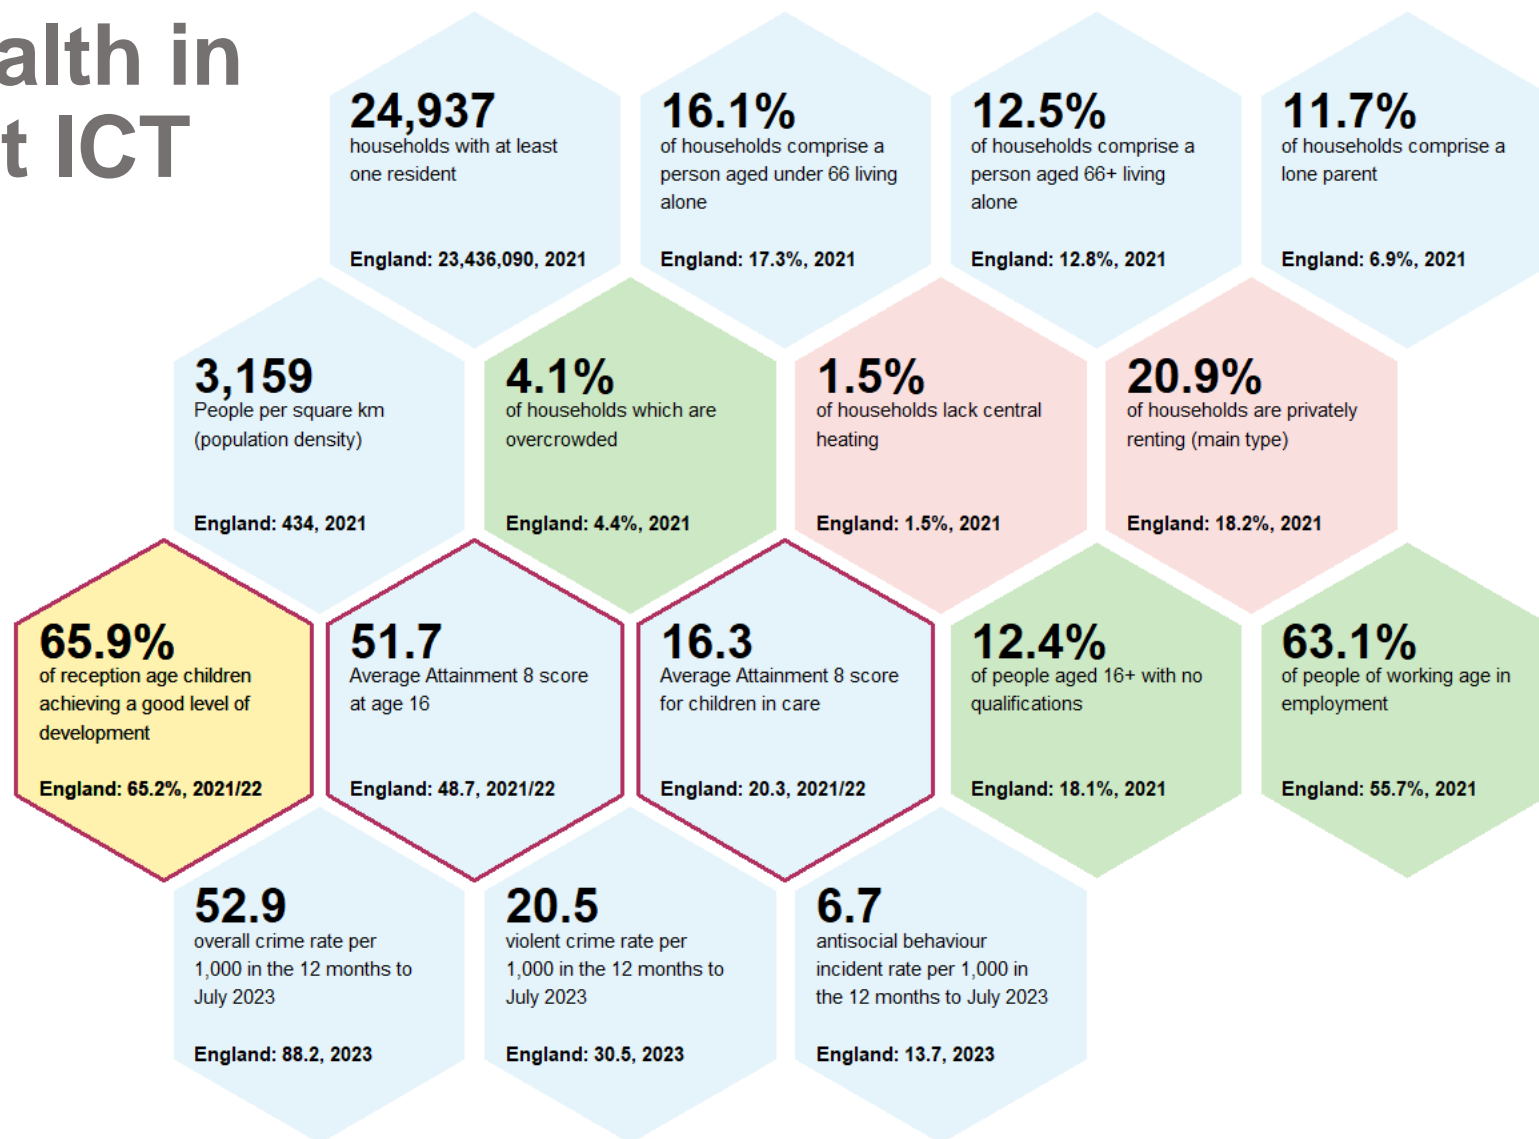 alth in
t ICT
24,937
households with at least
one resident
England: 23,436,090, 2021
16.1%
of households comprise a
person aged under 66 living
alone
England: 17.3%, 2021
12.5%
of households comprise a
person aged 66+ living
alone
England: 12.8%, 2021
11.7%
of households comprise a
lone parent
England: 6.9%, 2021
3,159
People per square km
(population density)
England: 434, 2021
4.1%
of households which are
overcrowded
England: 4.4%, 2021
1.5%
of households lack central
heating
England: 1.5%, 2021
20.9%
of households are privately
renting (main type)
England: 18.2%, 2021
65.9%
of reception age children
achieving a good level of
development
England: 65.2%, 2021/22
51.7
Average Attainment 8 score
at age 16
England: 48.7, 2021/22
16.3
Average Attainment 8 score
for children in care
England: 20.3, 2021/22
12.4%
of people aged 16+ with no
qualifications
England: 18.1%, 2021
63.1%
of people of working age in
employment
England: 55.7%, 2021
52.9
overall crime rate per
1,000 in the 12 months to
July 2023
England: 88.2, 2023
20.5
violent crime rate per
1,000 in the 12 months to
July 2023
England: 30.5, 2023
6.7
antisocial behaviour
incident rate per 1,000 in
the 12 months to July 2023
England: 13.7, 2023